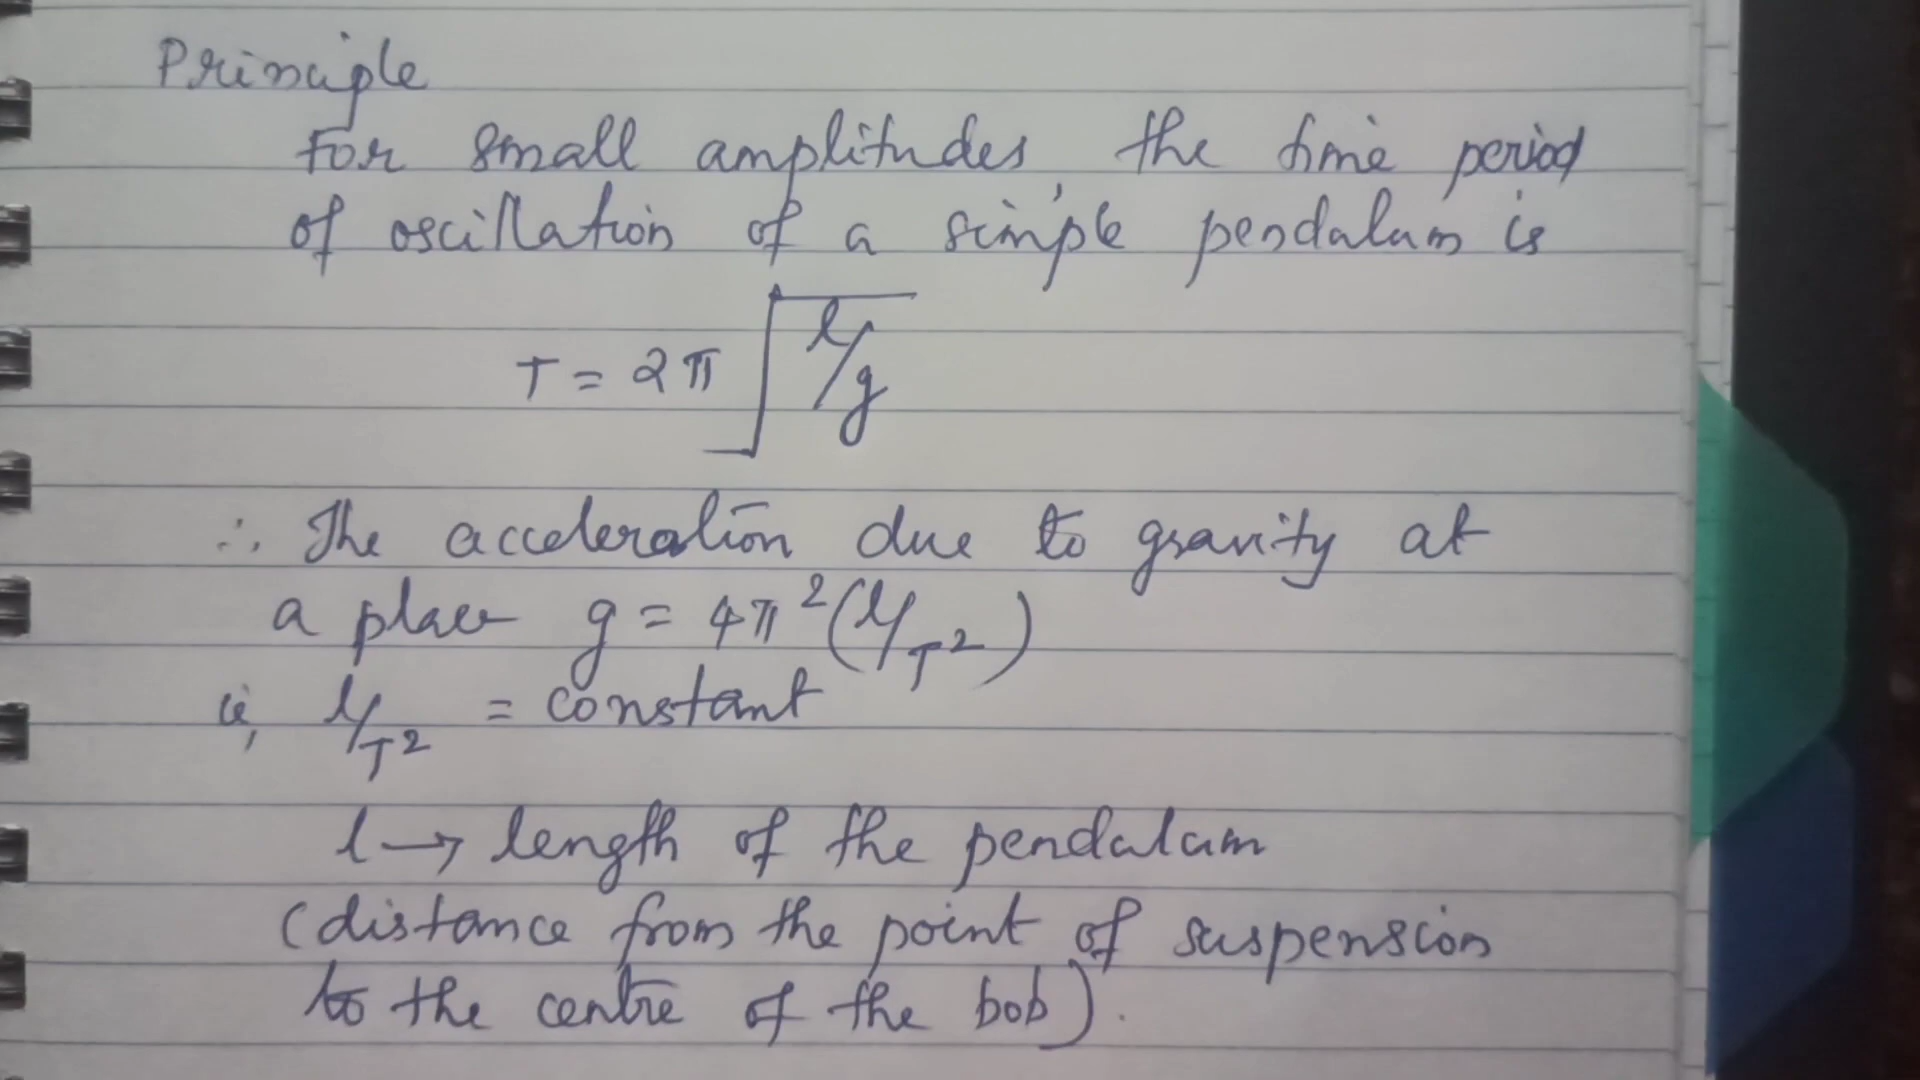 Principle
For small amplitudes, the time period
of oscillation of a simple pendalum is
T = 2π √l/g
∴ The acceleration due to gravity at
a place g = 4π²(l/T²)
ie, l/T² = constant
l → length of the pendalam
(distance from the point of suspension
to the centre of the bob).